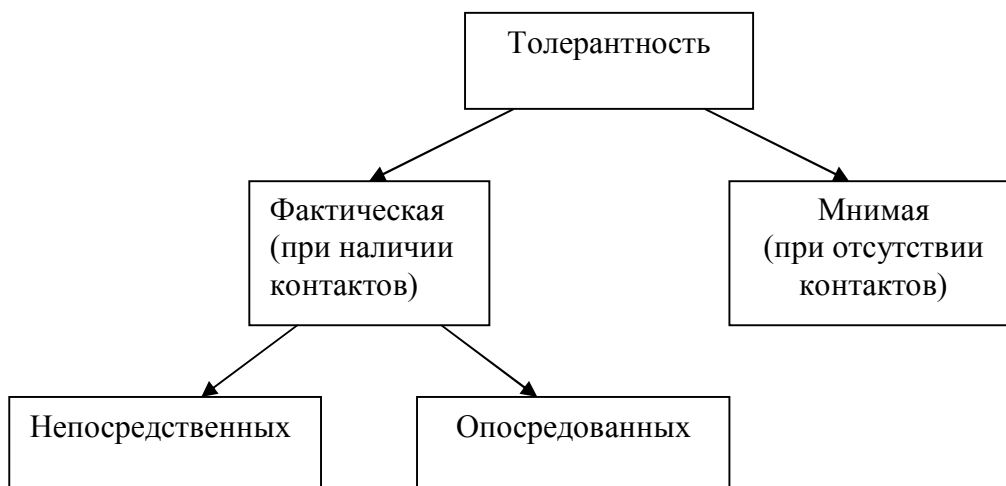 Толерантность
Фактическая
(при наличии
контактов)
Мнимая
(при отсутствии
контактов)
Непосредственных
Опосредованных